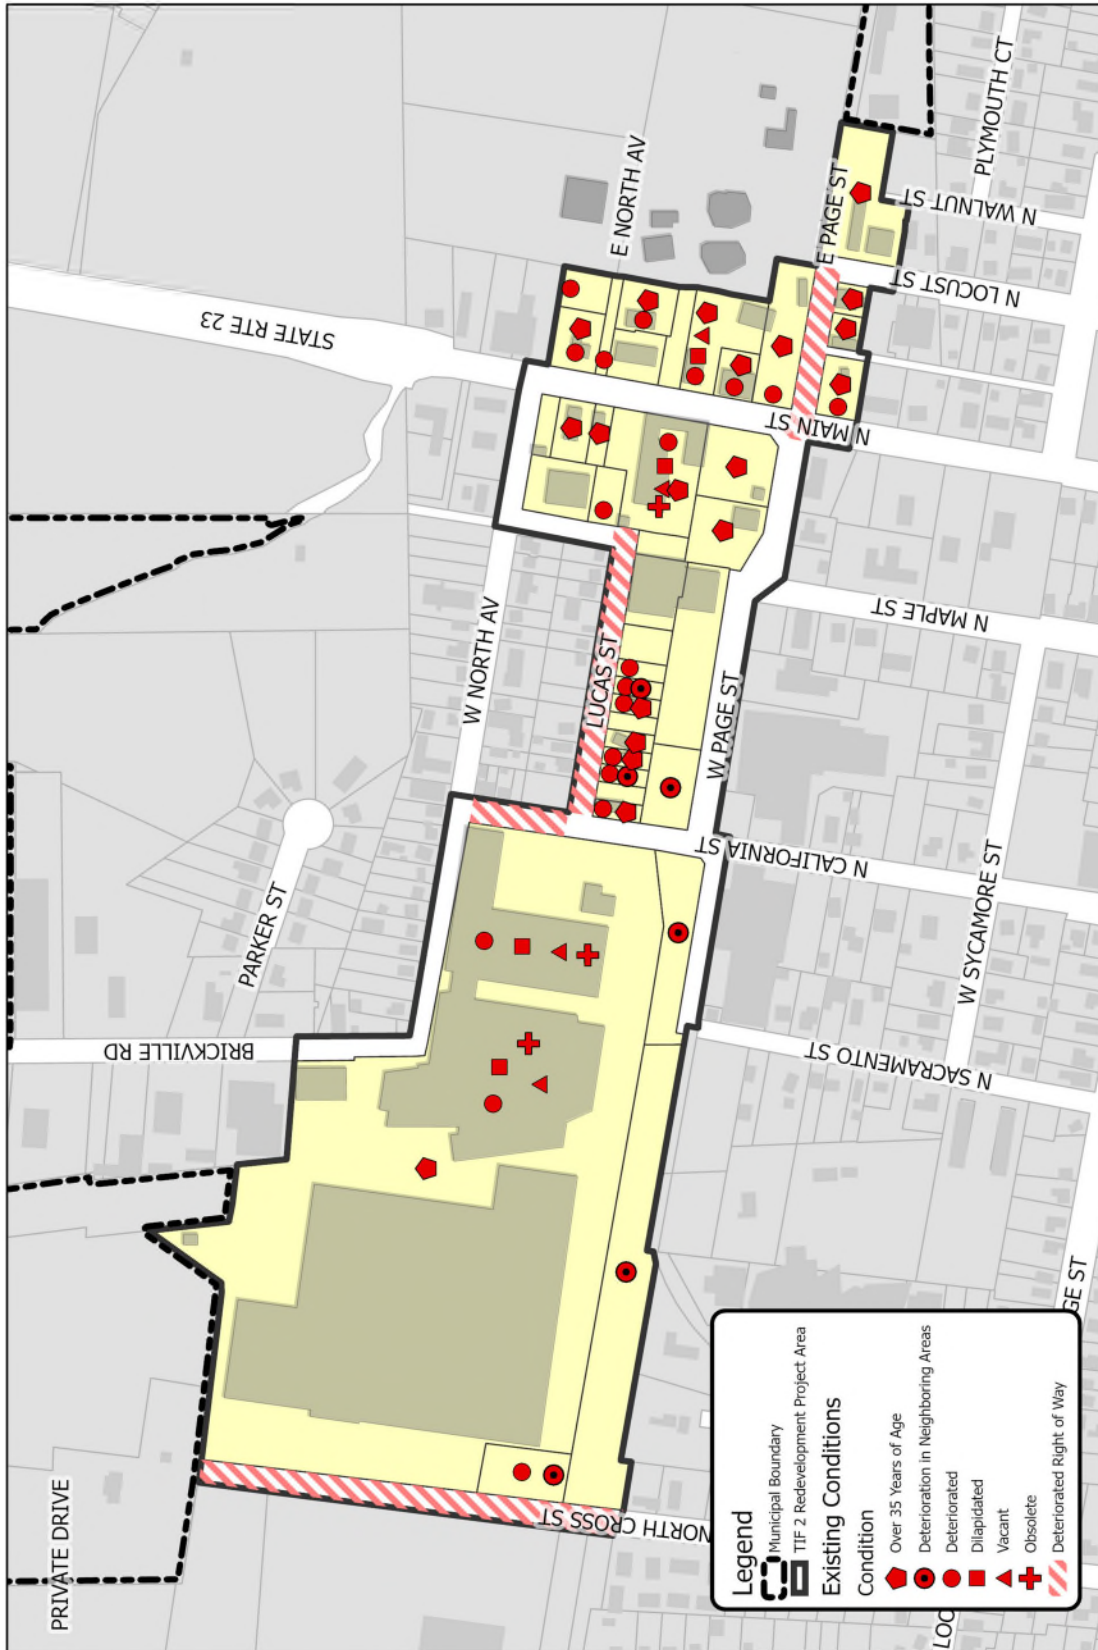 PRIVATE DRIVE
NORTH CROSS ST
BRICKVILLE RD
PARKER ST
W NORTH AV
STATE RTE 23
E NORTH AV
LUCAS ST
N MAIN ST
E PAGE ST
W PAGE ST
N CALIFORNIA ST
N SACRAMENTO ST
W SYCAMORE ST
N MAPLE ST
N LOCUST ST
N WALNUT ST
PLYMOUTH CT
GE ST
LOC
Legend
Municipal Boundary
TIF 2 Redevelopment Project Area
Existing Conditions
Condition
Over 35 Years of Age
Deterioration in Neighboring Areas
Deteriorated
Dilapidated
Vacant
Obsolete
Deteriorated Right of Way